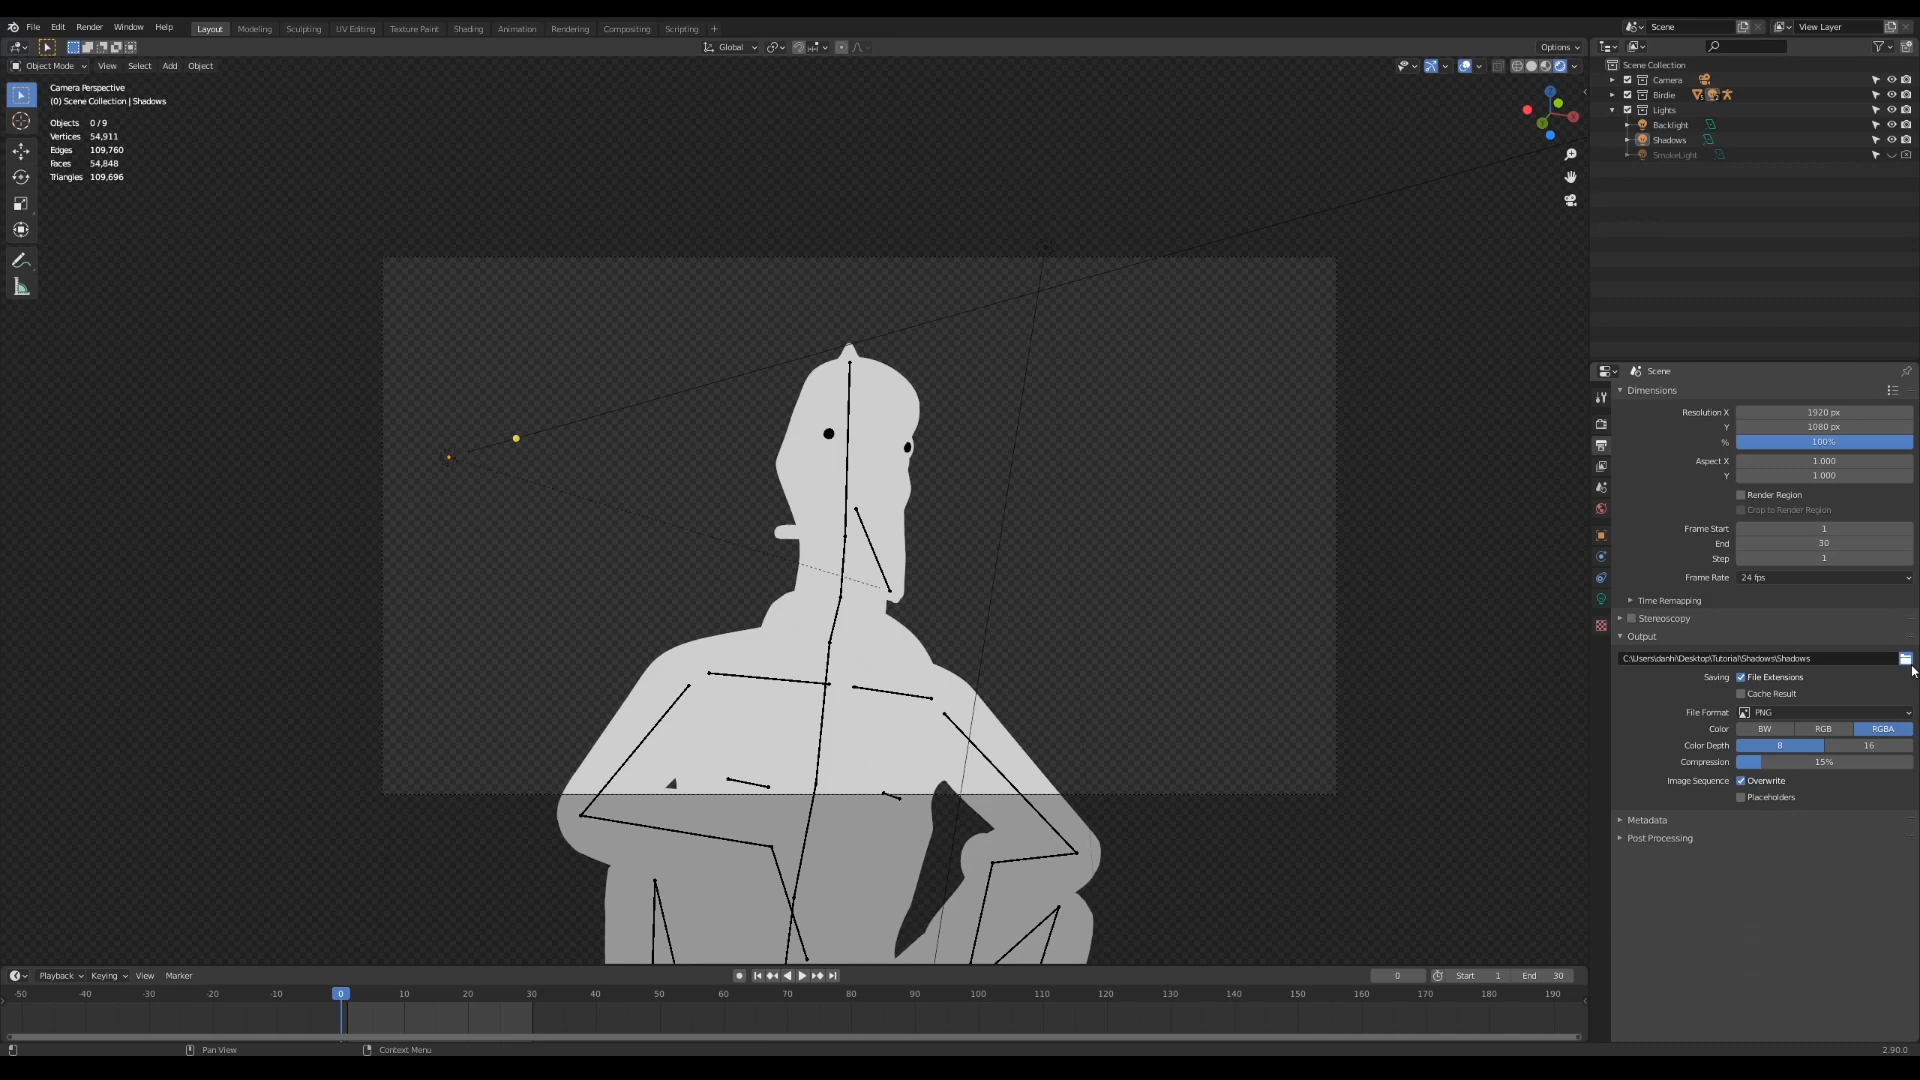 File Edit Render Window Help Layout Modeling Sculpting UV Editing Texture Paint Shading Animation Rendering Compositing Scripting + Scene View Layer
Global Options
Object Mode View Select Add Object
Camera Perspective
(0) Scene Collection | Shadows
Objects 0/9
Vertices 54,911
Edges 109,760
Faces 54,848
Triangles 109,696
Scene Collection
Camera
Birdie
Lights
Backlight
Shadows
SmokeLight
Scene
Dimensions
Resolution X 1920 px
Y 1080 px
% 100%
Aspect X 1.000
Y 1.000
Render Region
Crop to Render Region
Frame Start 1
End 30
Step 1
Frame Rate 24 fps
Time Remapping
Stereoscopy
Output
C:\Users\danhi\Desktop\Tutorial\Shadows\Shadows
Saving File Extensions
Cache Result
File Format PNG
Color BW RGB RGBA
Color Depth 8 16
Compression 15%
Image Sequence Overwrite
Placeholders
Metadata
Post Processing
Playback Keying View Marker 0 Start 1 End 30
-50 -40 -30 -20 -10 0 10 20 30 40 50 60 70 80 90 100 110 120 130 140 150 160 170 180 190
Pan View Context Menu 2.90.0